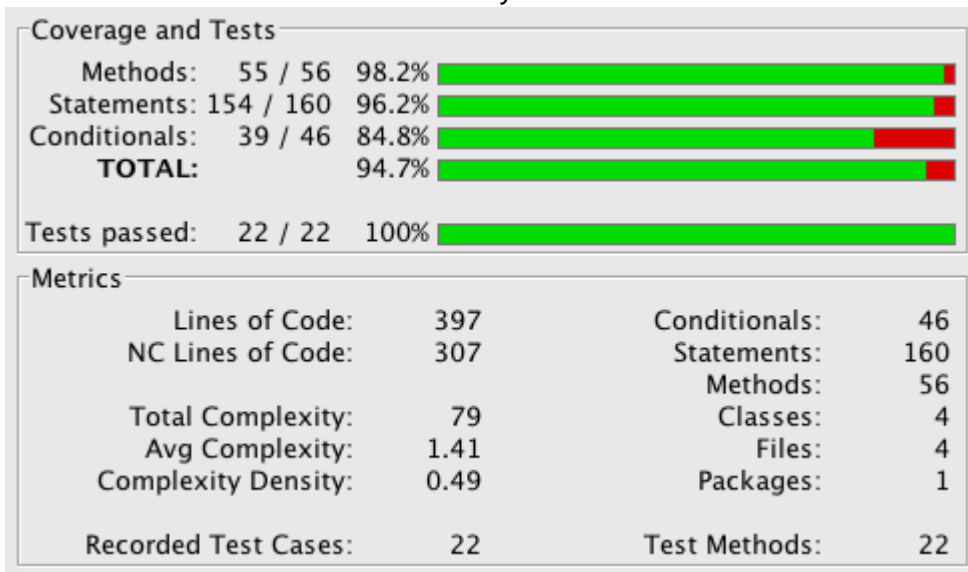 Coverage and Tests
Methods: 55 / 56 98.2%
Statements: 154 / 160 96.2%
Conditionals: 39 / 46 84.8%
TOTAL: 94.7%
Tests passed: 22 / 22 100%
Metrics
Lines of Code: 397 Conditionals: 46
NC Lines of Code: 307 Statements: 160
Methods: 56
Total Complexity: 79 Classes: 4
Avg Complexity: 1.41 Files: 4
Complexity Density: 0.49 Packages: 1
Recorded Test Cases: 22 Test Methods: 22